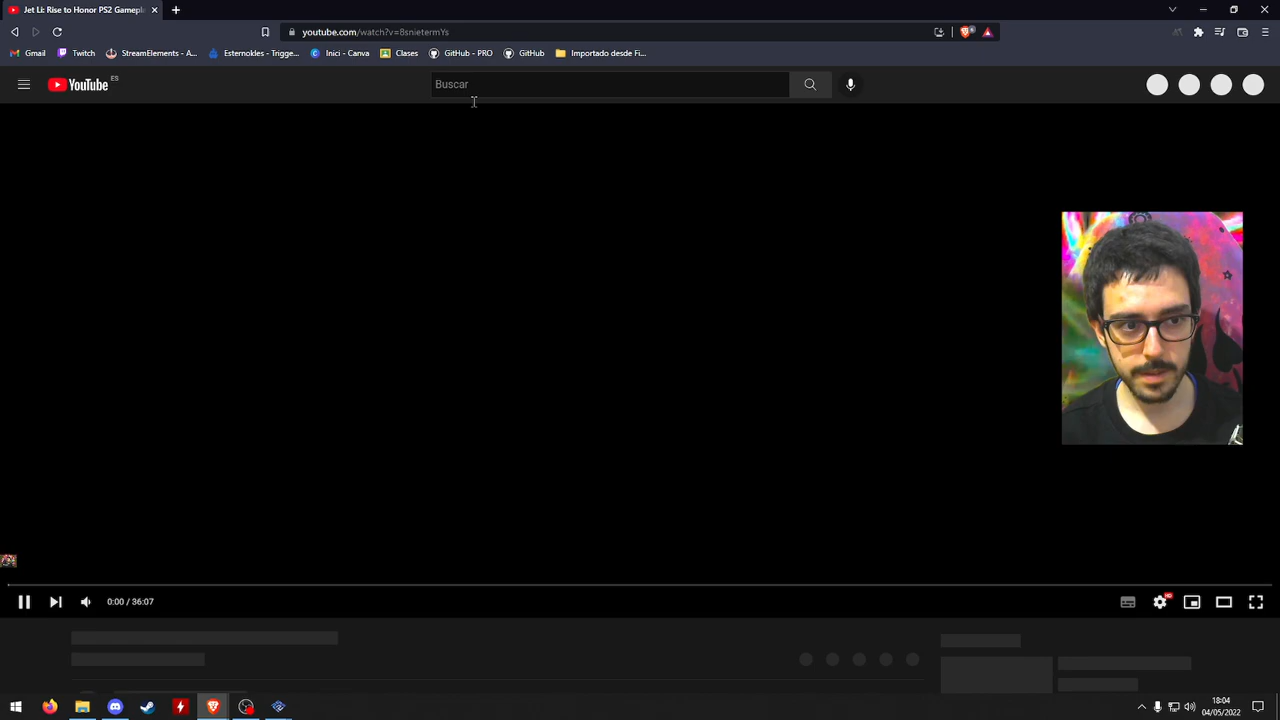 Jet Li: Rise to Honor PS2 Gamepl
youtube.com/watch?v=8snietermYs
Gmail Twitch StreamElements - A... Esternokles - Trigge... Inici - Canva Clases GitHub - PRO GitHub Importado desde Fi...
YouTube ES Buscar
0:00 / 36:07 HD
18:04
04/05/2022